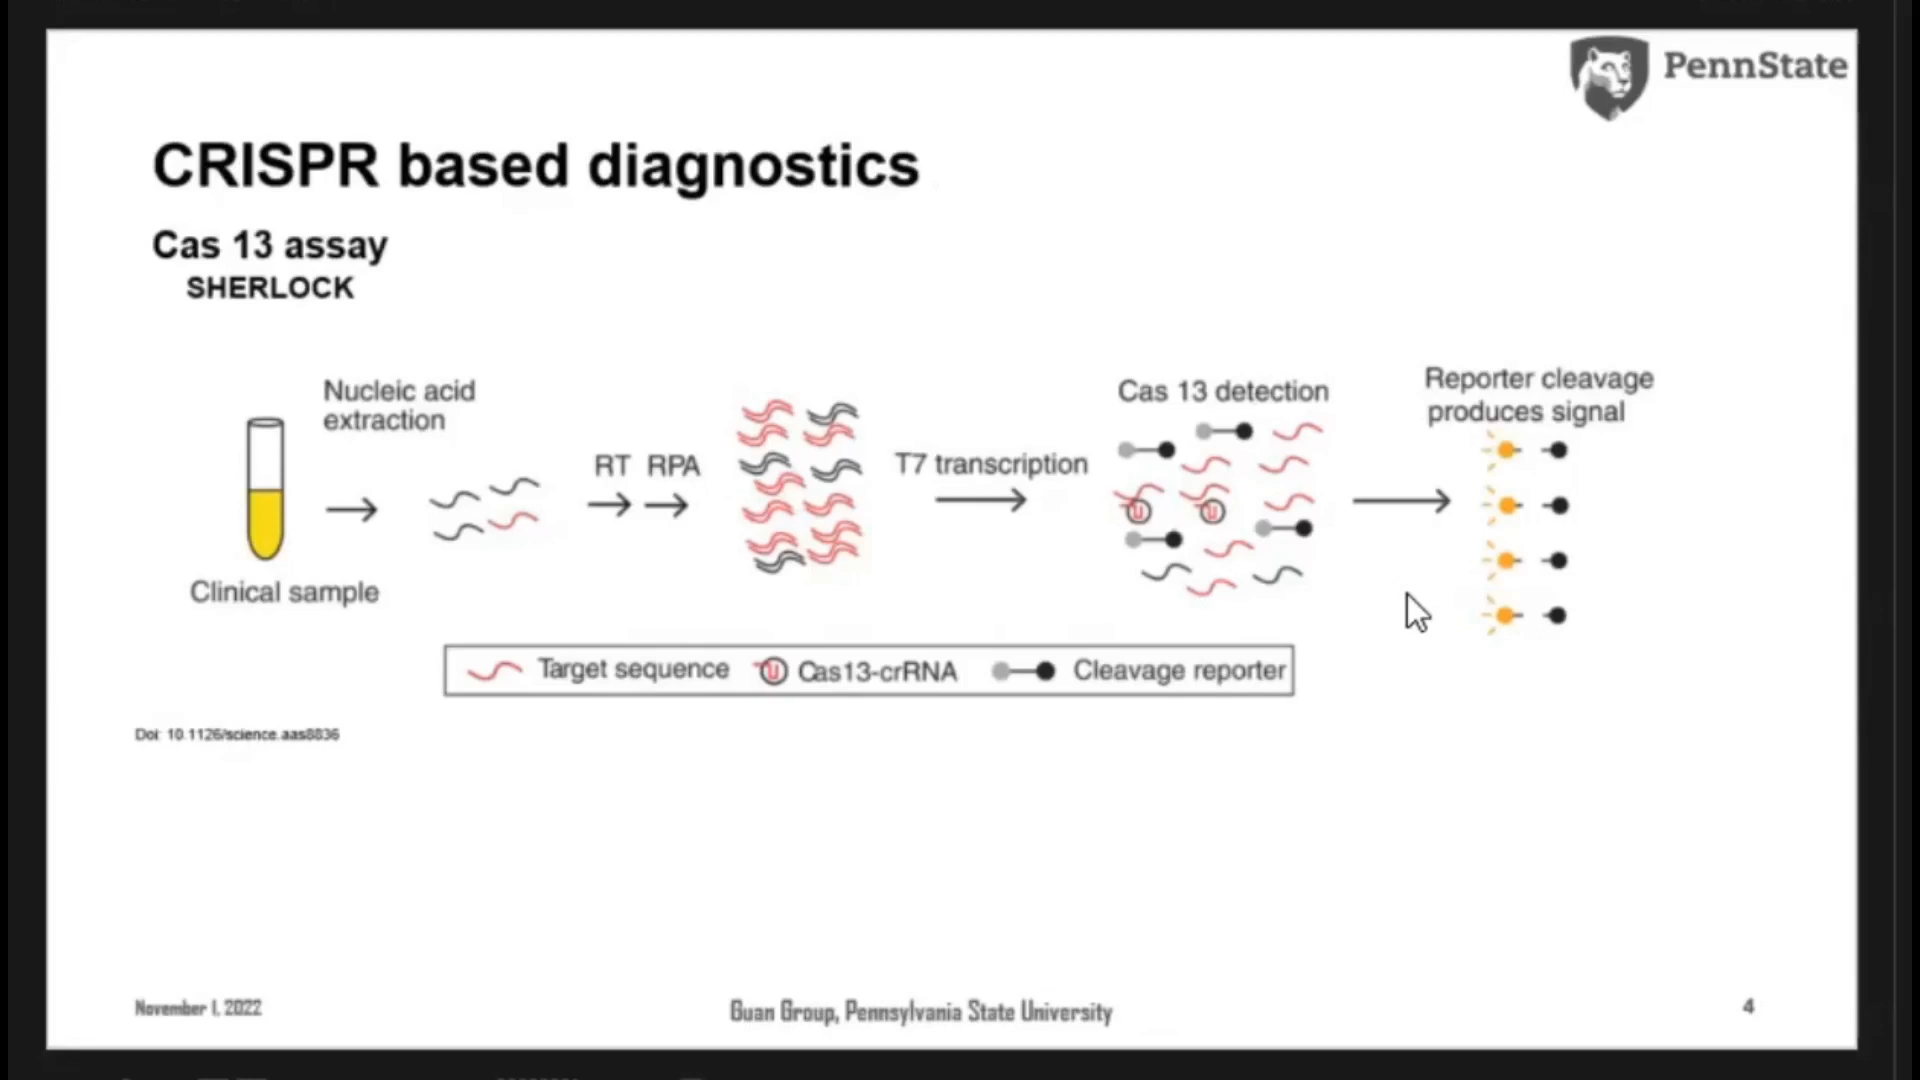 PennState
CRISPR based diagnostics
Cas 13 assay
SHERLOCK
Nucleic acid
extraction
Clinical sample
RT RPA
T7 transcription
Cas 13 detection
Reporter cleavage
produces signal
Target sequence
Cas13-crRNA
Cleavage reporter
Doi: 10.1126/science.aas8836
November 1, 2022
Guan Group, Pennsylvania State University
4